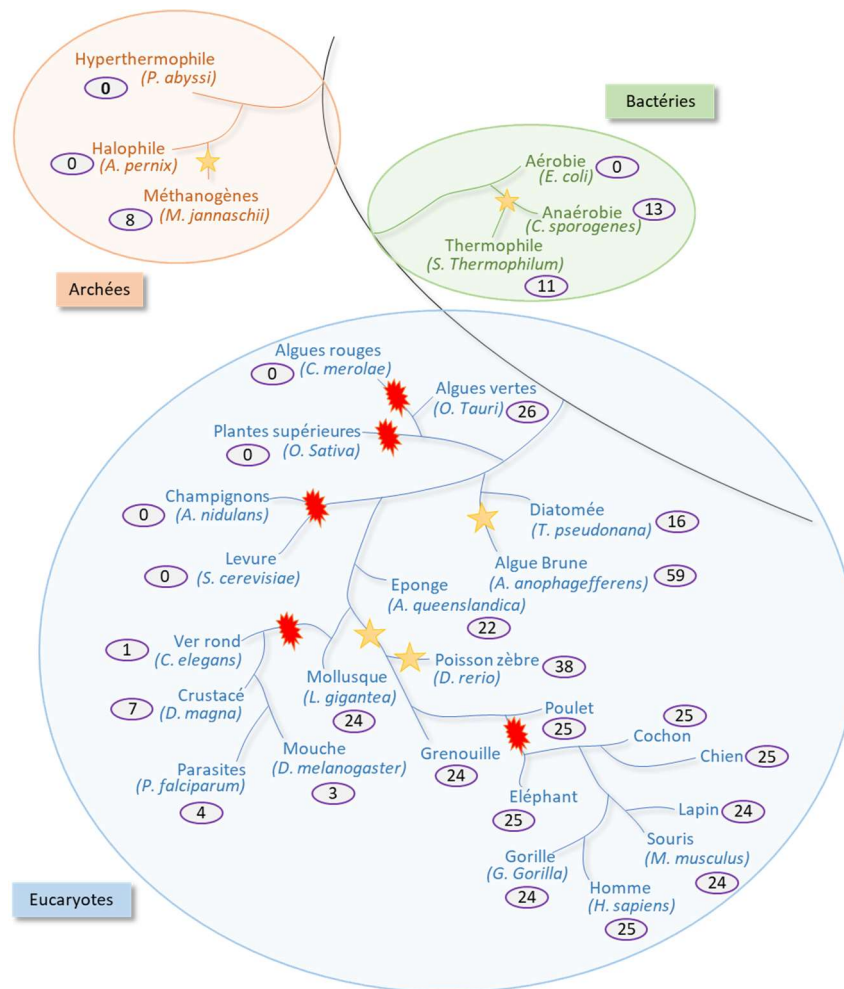 Hyperthermophile
(P. abyssi)
0
Halophile
(A. pernix)
0
Méthanogènes
(M. jannaschii)
8
Archées
Bactéries
Aérobie
(E. coli)
0
Anaérobie
(C. sporogenes)
13
Thermophile
(S. Thermophilum)
11
Algues rouges
(C. merolae)
0
Algues vertes
(O. Tauri)
26
Plantes supérieures
(O. Sativa)
0
Champignons
(A. nidulans)
0
Levure
(S. cerevisiae)
0
Diatomée
(T. pseudonana)
16
Algue Brune
(A. anophagefferens)
59
Eponge
(A. queenslandica)
22
Ver rond
(C. elegans)
1
Crustacé
(D. magna)
7
Mollusque
(L. gigantea)
24
Poisson zèbre
(D. rerio)
38
Mouche
(D. melanogaster)
3
Parasites
(P. falciparum)
4
Grenouille
24
Poulet
25
Cochon
25
Chien
25
Eléphant
25
Lapin
24
Souris
(M. musculus)
24
Gorille
(G. Gorilla)
24
Homme
(H. sapiens)
25
Eucaryotes